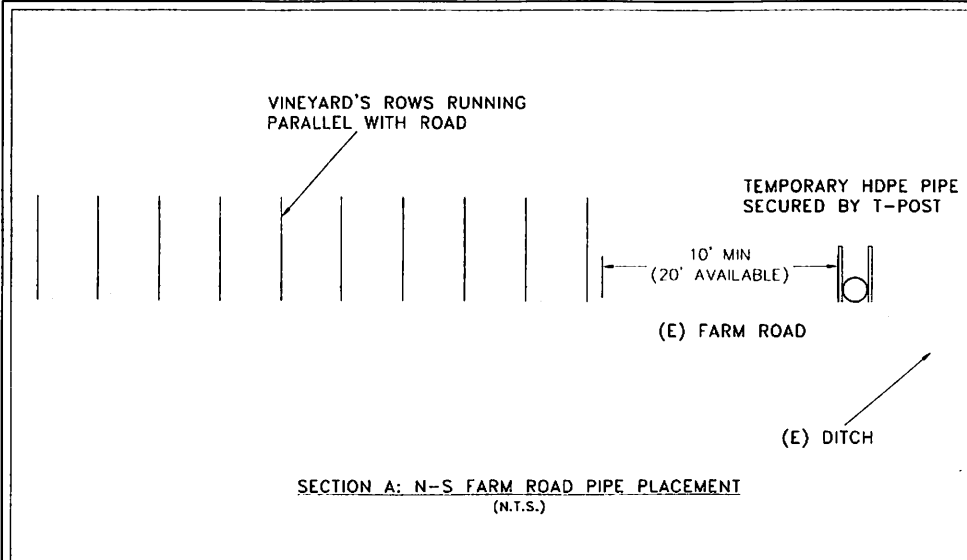 VINEYARD'S ROWS RUNNING
PARALLEL WITH ROAD
TEMPORARY HDPE PIPE
SECURED BY T-POST
10' MIN
(20' AVAILABLE)
(E) FARM ROAD
(E) DITCH
SECTION A: N-S FARM ROAD PIPE PLACEMENT
(N.T.S.)